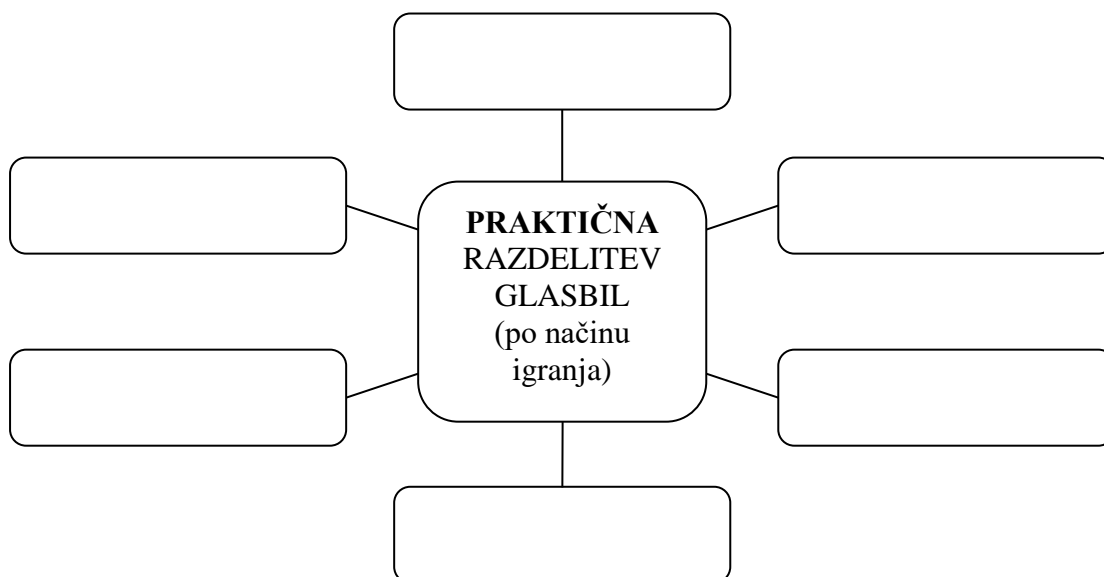 PRAKTIČNA
RAZDELITEV
GLASBIL
(po načinu
igranja)